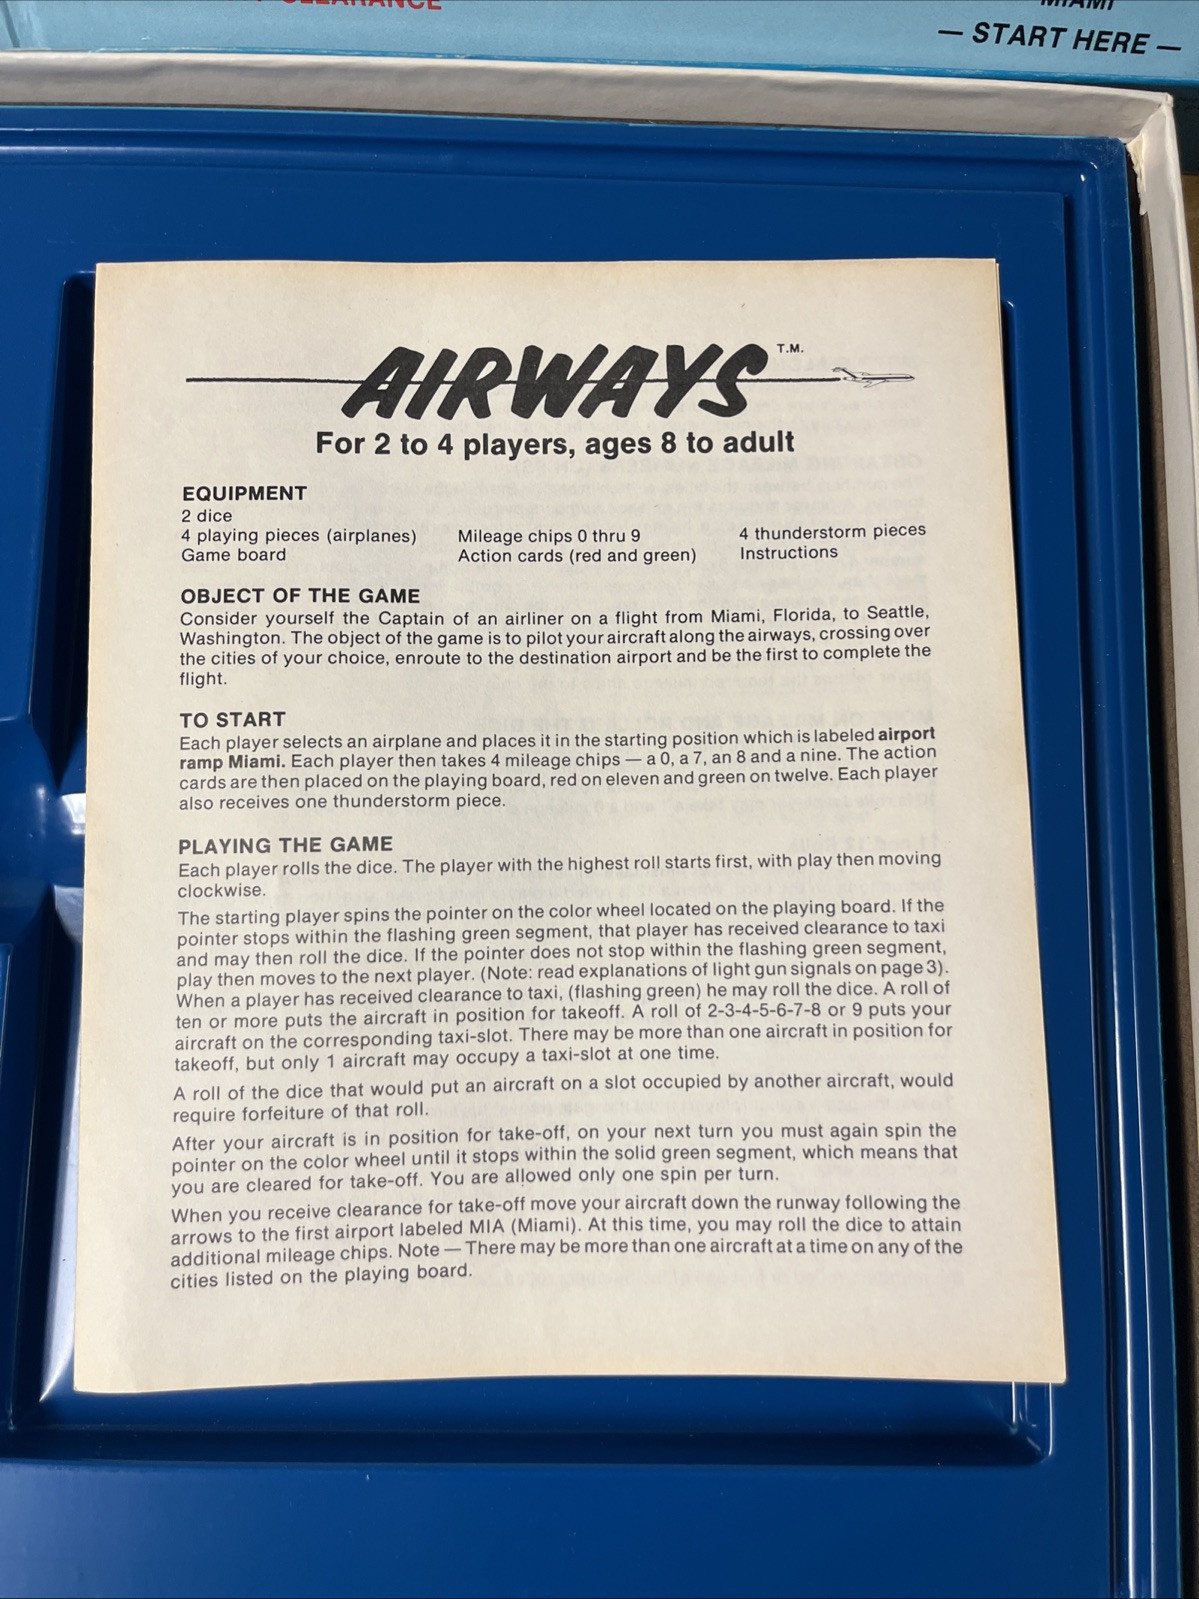 CLEARANCE
MIAMI
— START HERE —
AIRWAYS T.M.
For 2 to 4 players, ages 8 to adult
EQUIPMENT
2 dice
4 playing pieces (airplanes) Mileage chips 0 thru 9 4 thunderstorm pieces
Game board Action cards (red and green) Instructions
OBJECT OF THE GAME
Consider yourself the Captain of an airliner on a flight from Miami, Florida, to Seattle,
Washington. The object of the game is to pilot your aircraft along the airways, crossing over
the cities of your choice, enroute to the destination airport and be the first to complete the
flight.
TO START
Each player selects an airplane and places it in the starting position which is labeled airport
ramp Miami. Each player then takes 4 mileage chips — a 0, a 7, an 8 and a nine. The action
cards are then placed on the playing board, red on eleven and green on twelve. Each player
also receives one thunderstorm piece.
PLAYING THE GAME
Each player rolls the dice. The player with the highest roll starts first, with play then moving
clockwise.
The starting player spins the pointer on the color wheel located on the playing board. If the
pointer stops within the flashing green segment, that player has received clearance to taxi
and may then roll the dice. If the pointer does not stop within the flashing green segment,
play then moves to the next player. (Note: read explanations of light gun signals on page 3).
When a player has received clearance to taxi, (flashing green) he may roll the dice. A roll of
ten or more puts the aircraft in position for takeoff. A roll of 2-3-4-5-6-7-8 or 9 puts your
aircraft on the corresponding taxi-slot. There may be more than one aircraft in position for
takeoff, but only 1 aircraft may occupy a taxi-slot at one time.
A roll of the dice that would put an aircraft on a slot occupied by another aircraft, would
require forfeiture of that roll.
After your aircraft is in position for take-off, on your next turn you must again spin the
pointer on the color wheel until it stops within the solid green segment, which means that
you are cleared for take-off. You are allowed only one spin per turn.
When you receive clearance for take-off move your aircraft down the runway following the
arrows to the first airport labeled MIA (Miami). At this time, you may roll the dice to attain
additional mileage chips. Note — There may be more than one aircraft at a time on any of the
cities listed on the playing board.